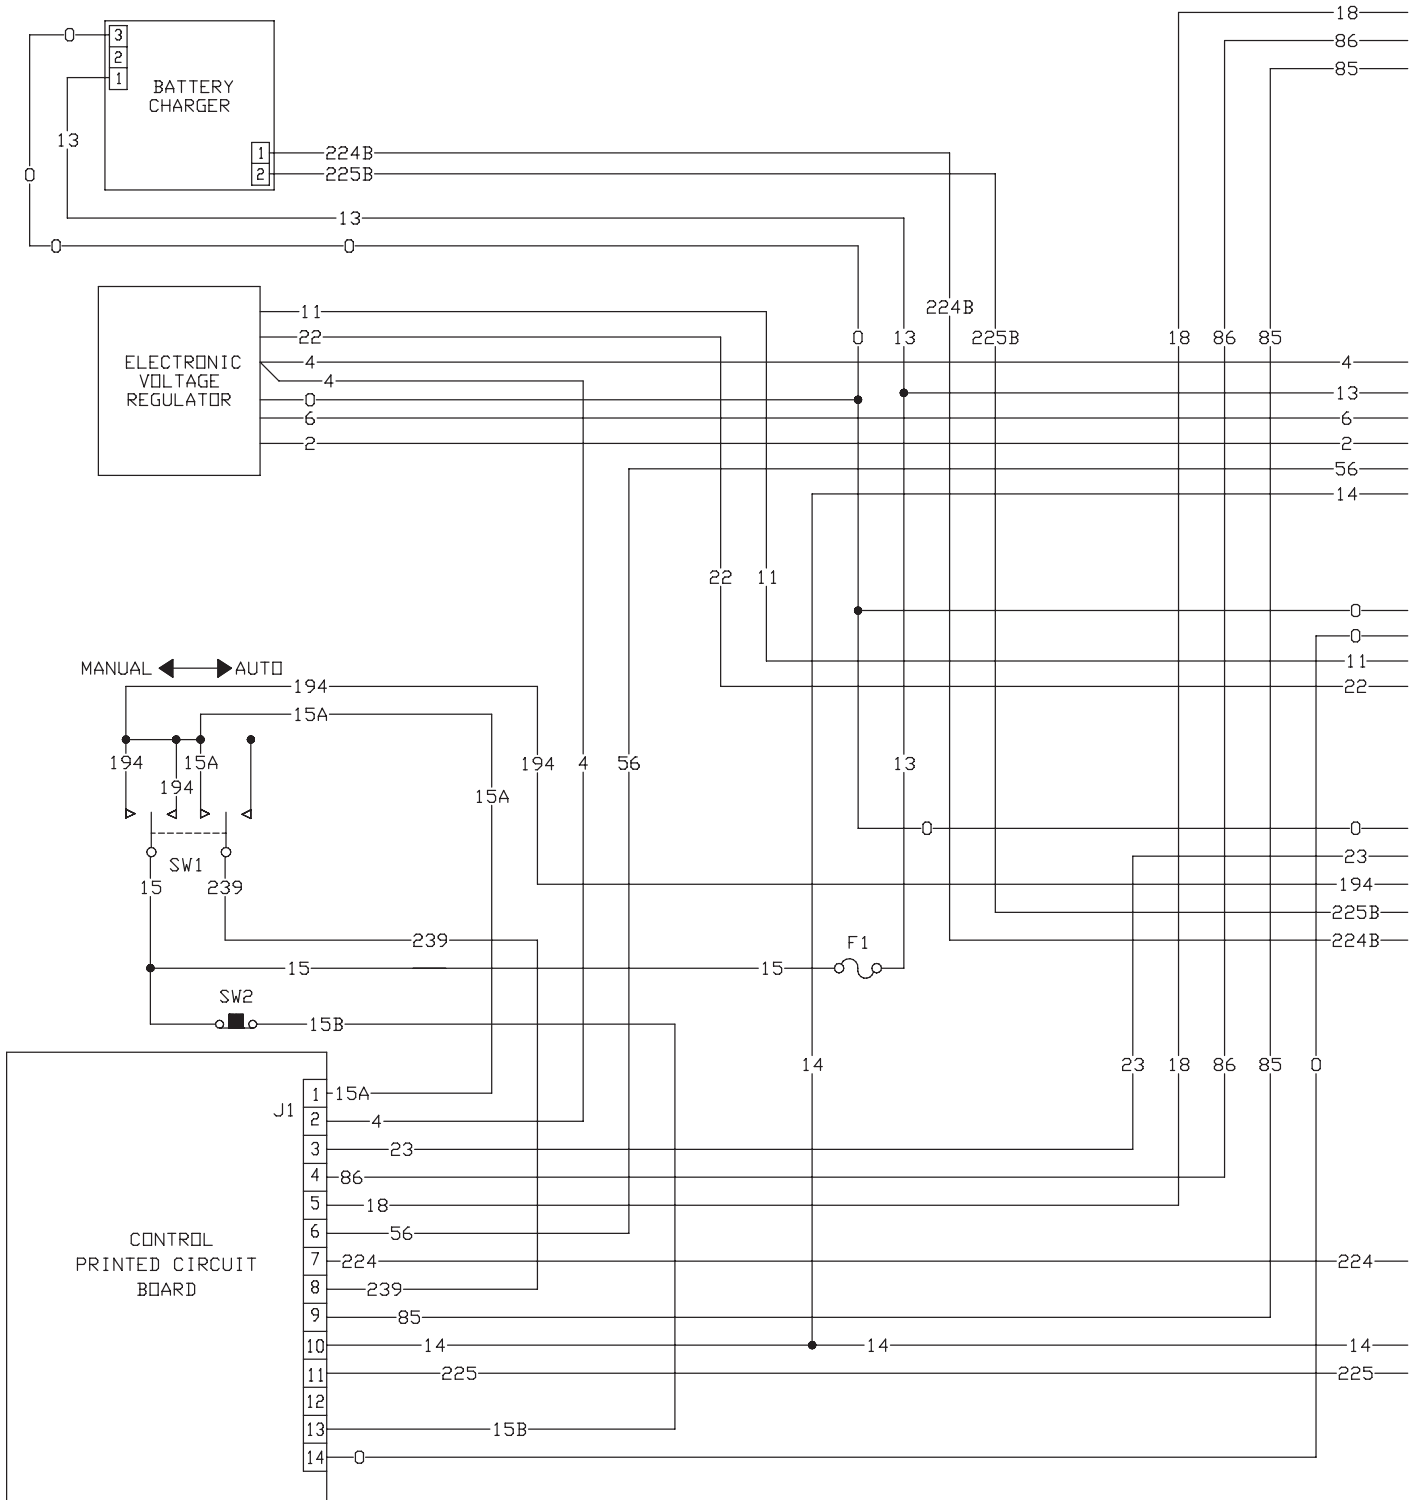 18
0 3
86
2
85
1
BATTERY
CHARGER
13
1 224B
0 2 225B
13
0 0
224B
11
22 0 13 225B 18 86 85
ELECTRONIC
VOLTAGE
REGULATOR
4 4
4
0 13
6 6
2 2
56
14
22 11
0
0
11
MANUAL AUTO
194 22
15A
194 15A 194 4 56 13
194
15A
0 0
23
SW1
15 239 194
225B
F1
239 224B
15 15
SW2
15B
14 23 18 86 85 0
J1
1 15A
2 4
3 23
4 86
5 18
6 56
CONTROL
PRINTED CIRCUIT
BOARD
7 224 224
8 239
9 85
10 14 14 14
11 225 225
12
13 15B
14 0